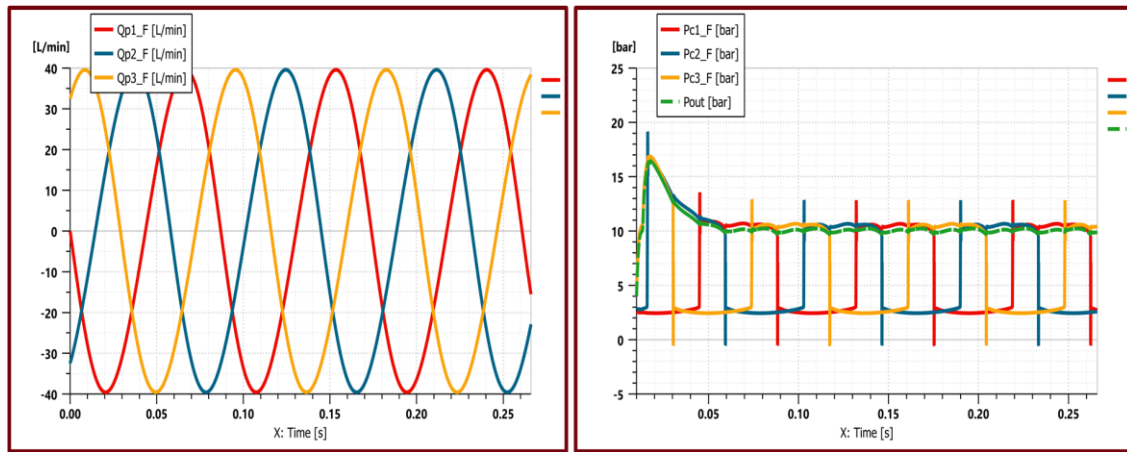 Qp1_F [L/min]
Qp2_F [L/min]
Qp3_F [L/min]
[L/min]
40
30
20
10
0
-10
-20
-30
-40
0.00 0.05 0.10 0.15 0.20 0.25
X: Time [s]
Pc1_F [bar]
Pc2_F [bar]
Pc3_F [bar]
Pout [bar]
[bar]
25
20
15
10
5
0
-5
0.05 0.10 0.15 0.20 0.25
X: Time [s]